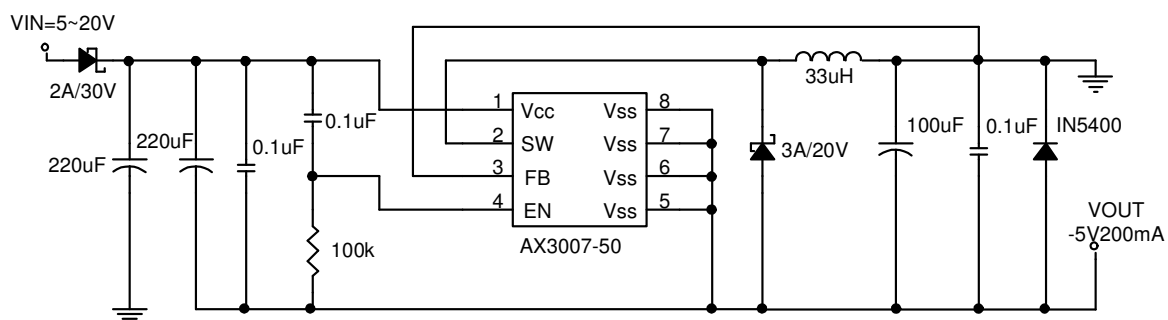 VIN=5~20V
2A/30V
220uF
220uF
0.1uF
0.1uF
100k
1
2
3
4
Vcc
SW
FB
EN
Vss
Vss
Vss
Vss
8
7
6
5
AX3007-50
33uH
3A/20V
100uF
0.1uF
IN5400
VOUT
-5V200mA